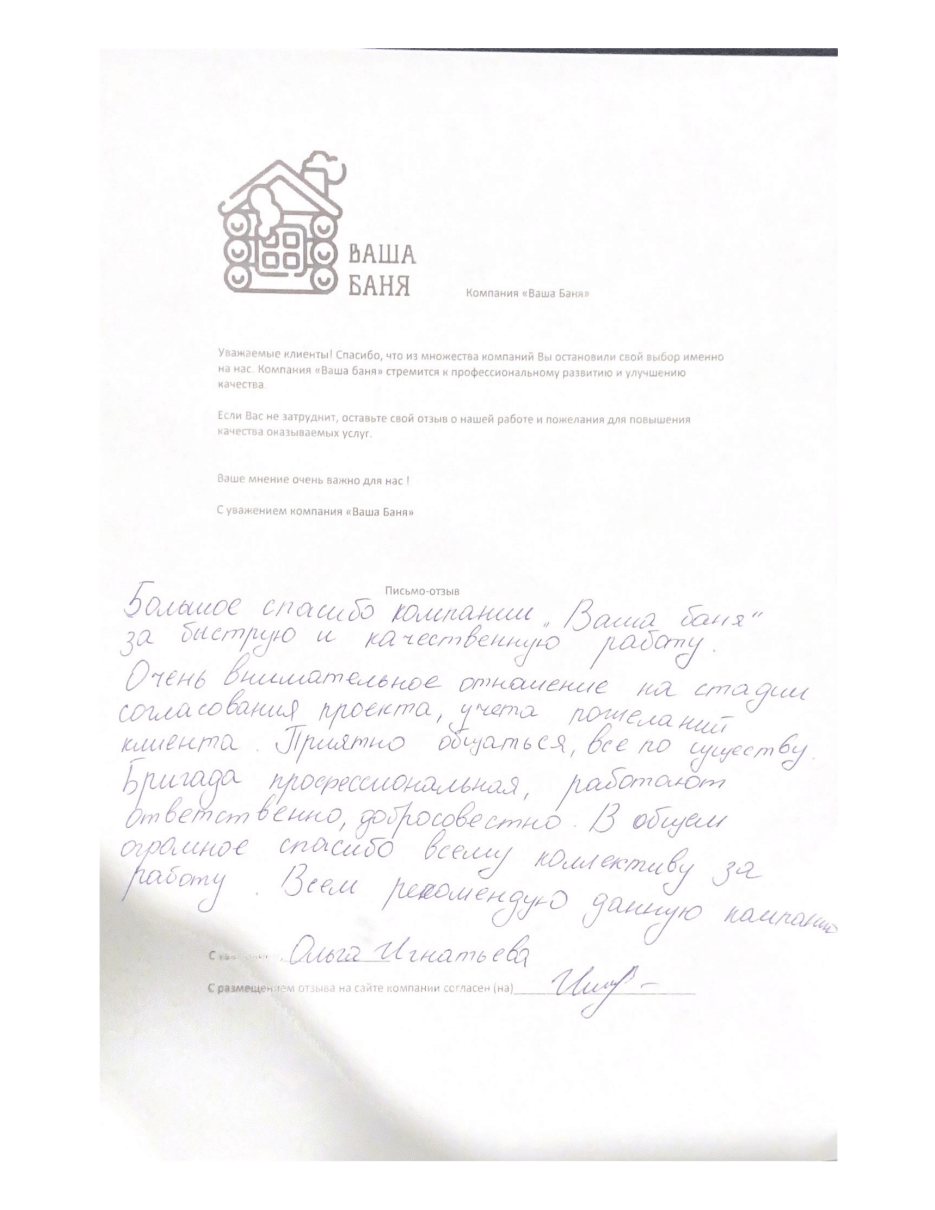 ВАША
БАНЯ
Компания «Ваша Баня»
Уважаемые клиенты! Спасибо, что из множества компаний Вы остановили свой выбор именно
на нас. Компания «Ваша баня» стремится к профессиональному развитию и улучшению
качества.
Если Вас не затруднит, оставьте свой отзыв о нашей работе и пожелания для повышения
качества оказываемых услуг.
Ваше мнение очень важно для нас !
С уважением компания «Ваша Баня»
Письмо-отзыв
Большое спасибо компании „Ваша баня“
за быструю и качественную работу.
Очень внимательное отношение на стадии
согласования проекта, учета пожеланий
клиента. Приятно общаться, все по существу.
Бригада профессиональная, работают
ответственно, добросовестно. В общем
огромное спасибо всему коллективу за
работу. Всем рекомендую данную кампанию
С Ольга Игнатьева
С размещением отзыва на сайте компании согласен (на)